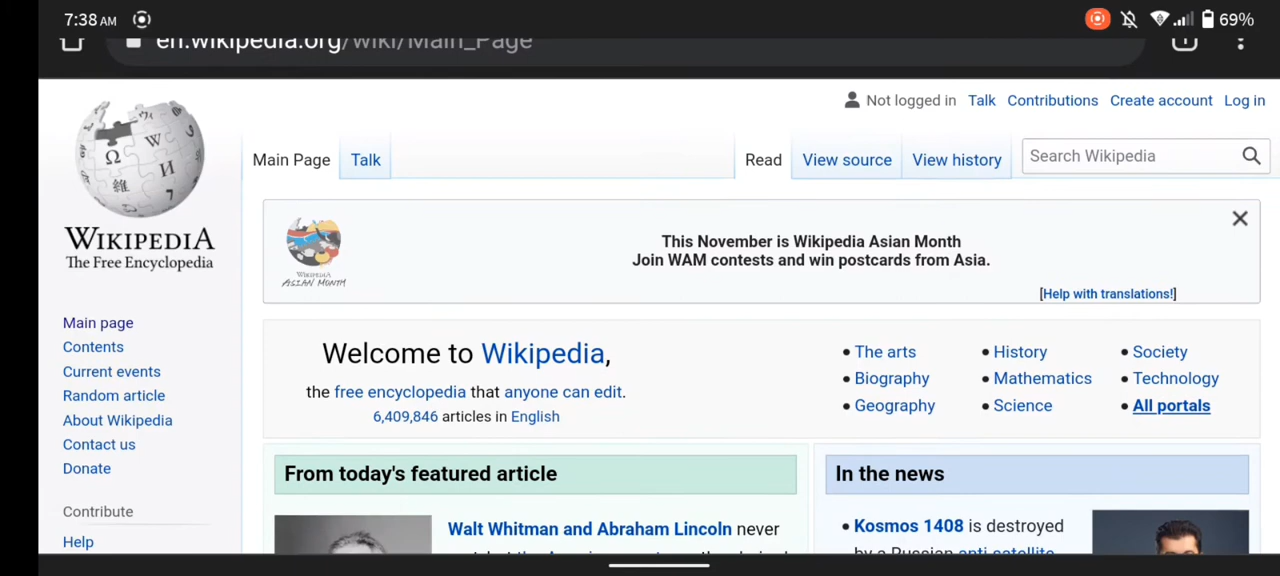 7:38 AM
69%
en.wikipedia.org/wiki/Main_Page
Not logged in Talk Contributions Create account Log in
Main Page Talk Read View source View history Search Wikipedia
Ω W И 維 7
WIKIPEDIA
The Free Encyclopedia
WIKIPEDIA
ASIAN MONTH
This November is Wikipedia Asian Month
Join WAM contests and win postcards from Asia.
[Help with translations!]
Main page
Contents
Current events
Random article
About Wikipedia
Contact us
Donate
Contribute
Help
Welcome to Wikipedia,
the free encyclopedia that anyone can edit.
6,409,846 articles in English
The arts
Biography
Geography
History
Mathematics
Science
Society
Technology
All portals
From today's featured article
Walt Whitman and Abraham Lincoln never
In the news
Kosmos 1408 is destroyed
by a Russian anti-satellite